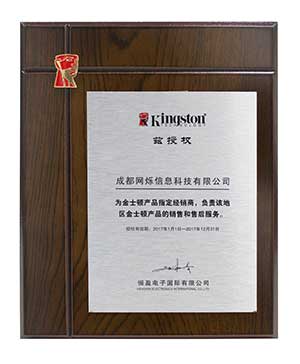 Kingston
TECHNOLOGY
兹授权
成都网烁信息科技有限公司
为金士顿产品指定经销商，负责该地
区金士顿产品的销售和售后服务。
授权有效期：2017年1月1日—2017年12月31日
恒盈电子国际有限公司